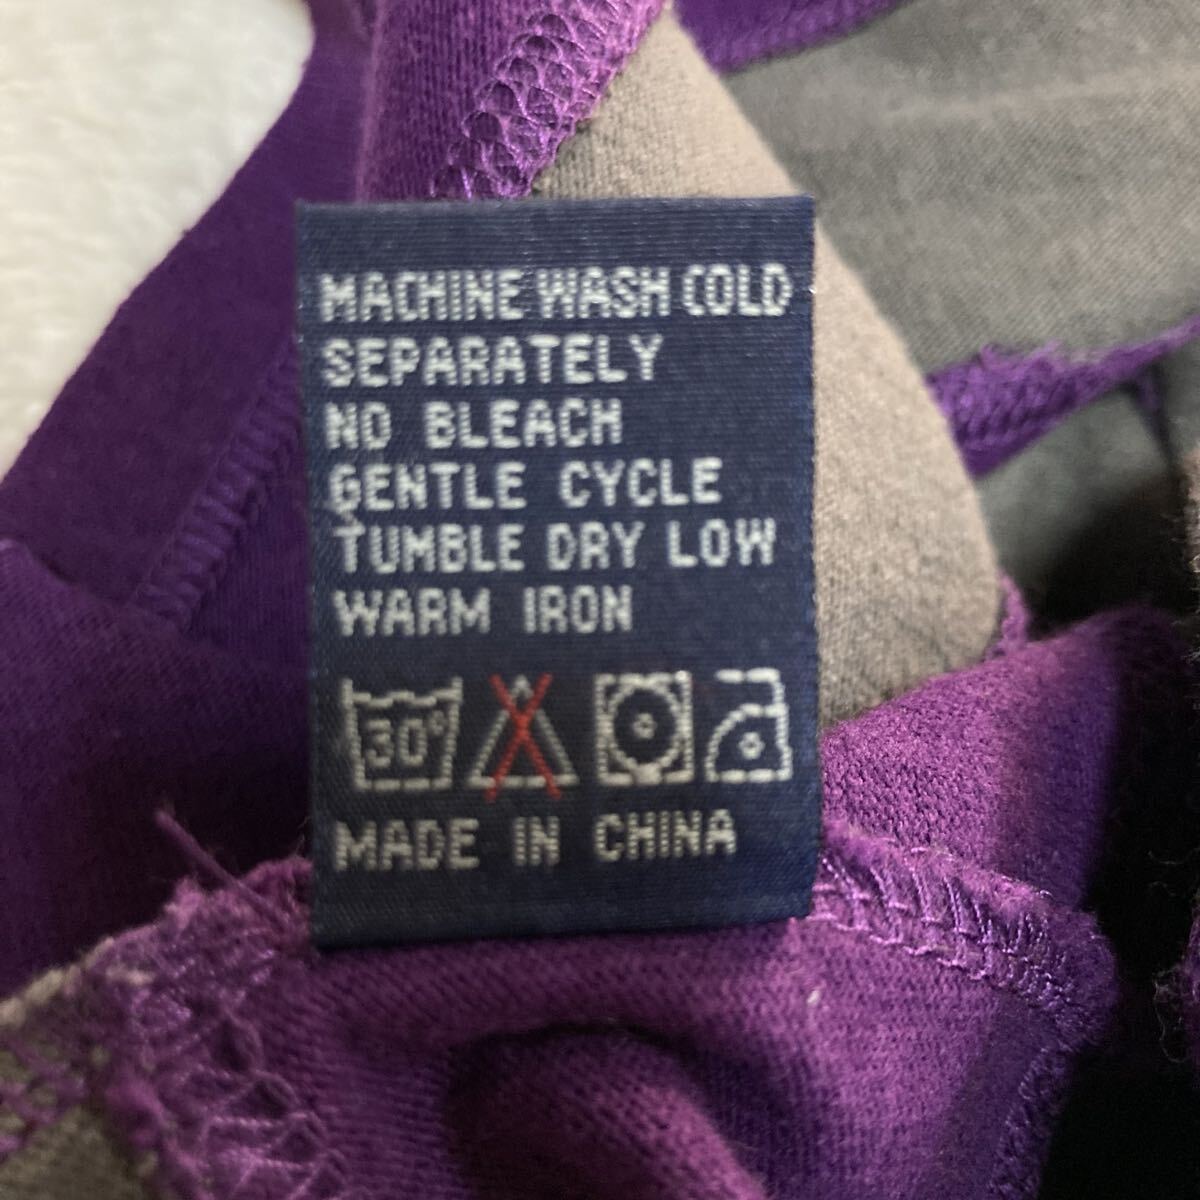 MACHINE WASH COLD
SEPARATELY
NO BLEACH
GENTLE CYCLE
TUMBLE DRY LOW
WARM IRON
30°
MADE IN CHINA